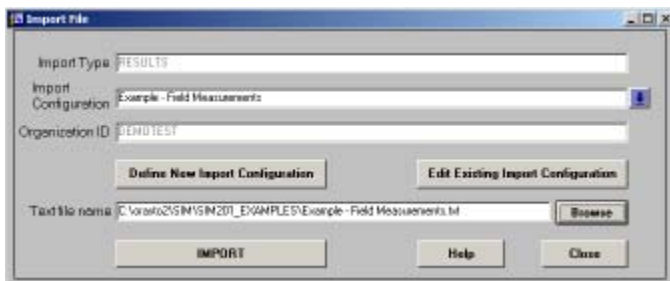 Import File
Import Type RESULTS
Import Configuration Example - Field Measurements
Organization ID DEMOTEST
Define New Import Configuration Edit Existing Import Configuration
Text file name C:\orasto2\SIM\SIM201_EXAMPLES\Example - Field Measurements.txt Browse
IMPORT Help Close